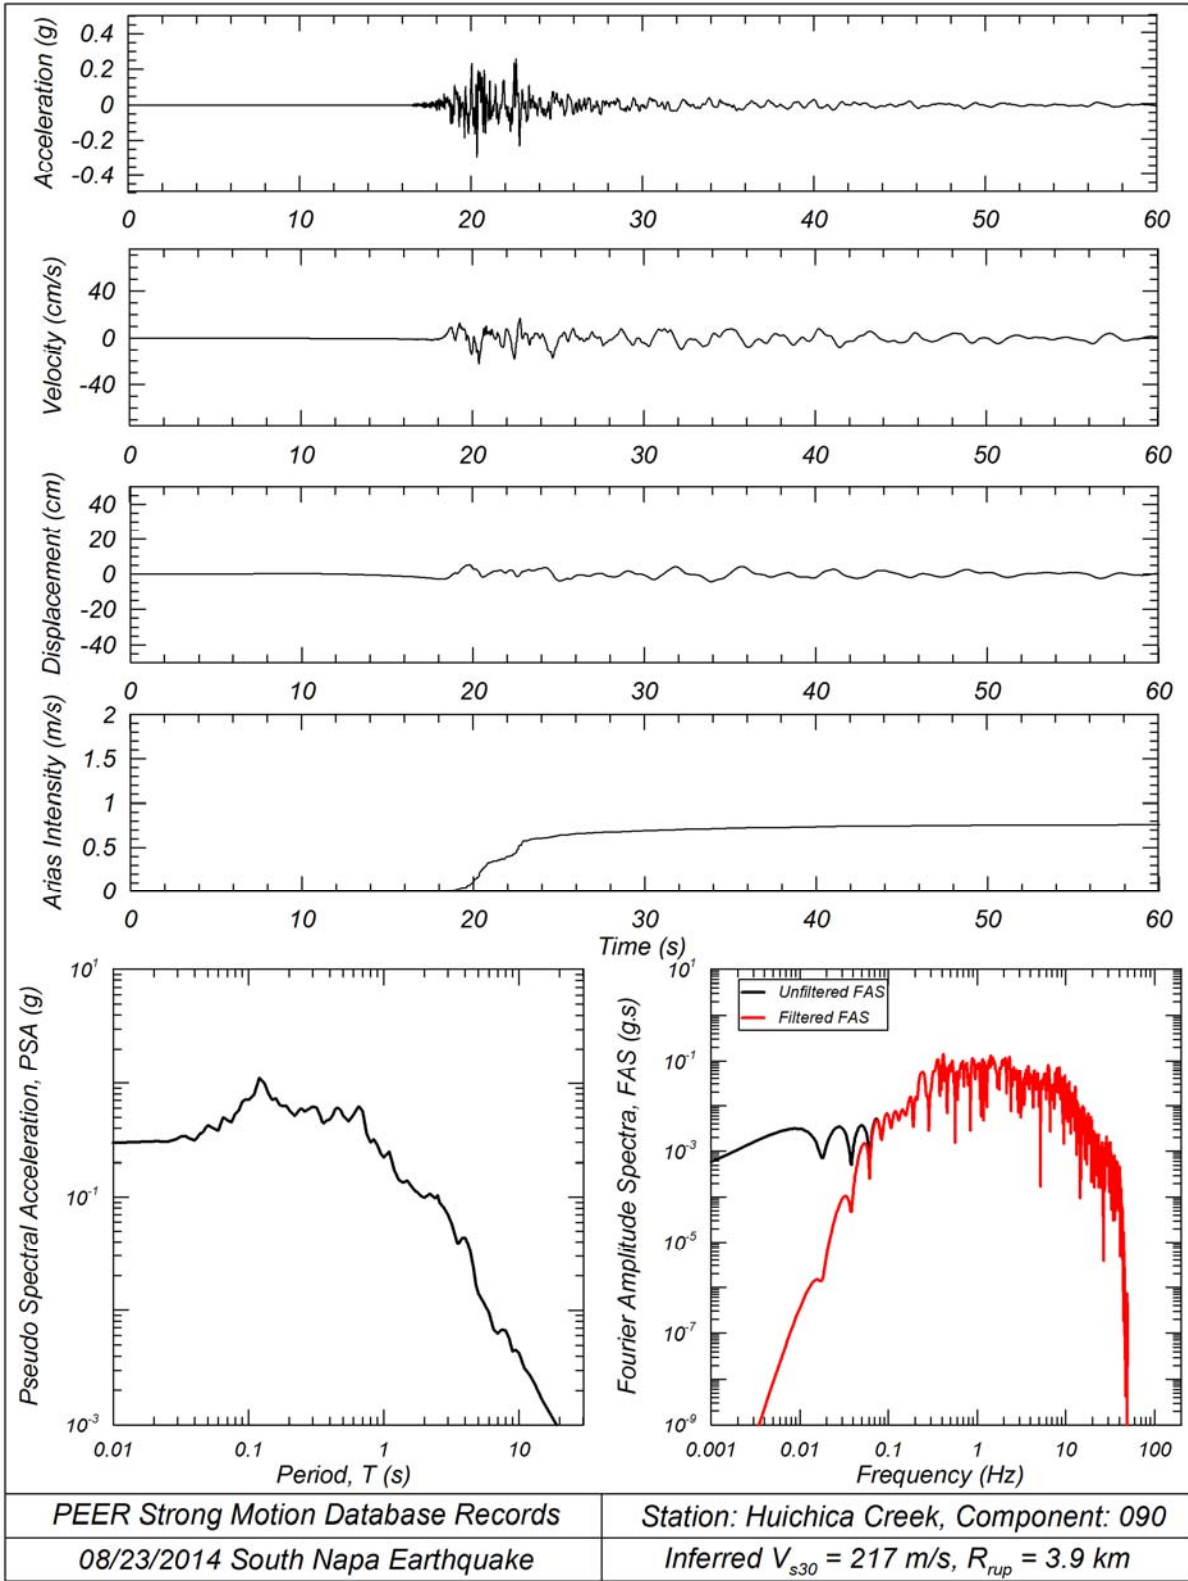 Acceleration (g)
0.4
0.2
0
-0.2
-0.4
0 10 20 30 40 50 60
Velocity (cm/s)
40
0
-40
0 10 20 30 40 50 60
Displacement (cm)
40
20
0
-20
-40
0 10 20 30 40 50 60
Arias Intensity (m/s)
2
1.5
1
0.5
0
0 10 20 30 40 50 60
Time (s)
Pseudo Spectral Acceleration, PSA (g)
10¹
10⁻¹
10⁻³
0.01 0.1 1 10
Period, T (s)
Fourier Amplitude Spectra, FAS (g.s)
10¹
10⁻¹
10⁻³
10⁻⁵
10⁻⁷
10⁻⁹
Unfiltered FAS
Filtered FAS
0.001 0.01 0.1 1 10 100
Frequency (Hz)
PEER Strong Motion Database Records
Station: Huichica Creek, Component: 090
08/23/2014 South Napa Earthquake
Inferred Vs30 = 217 m/s, Rrup = 3.9 km